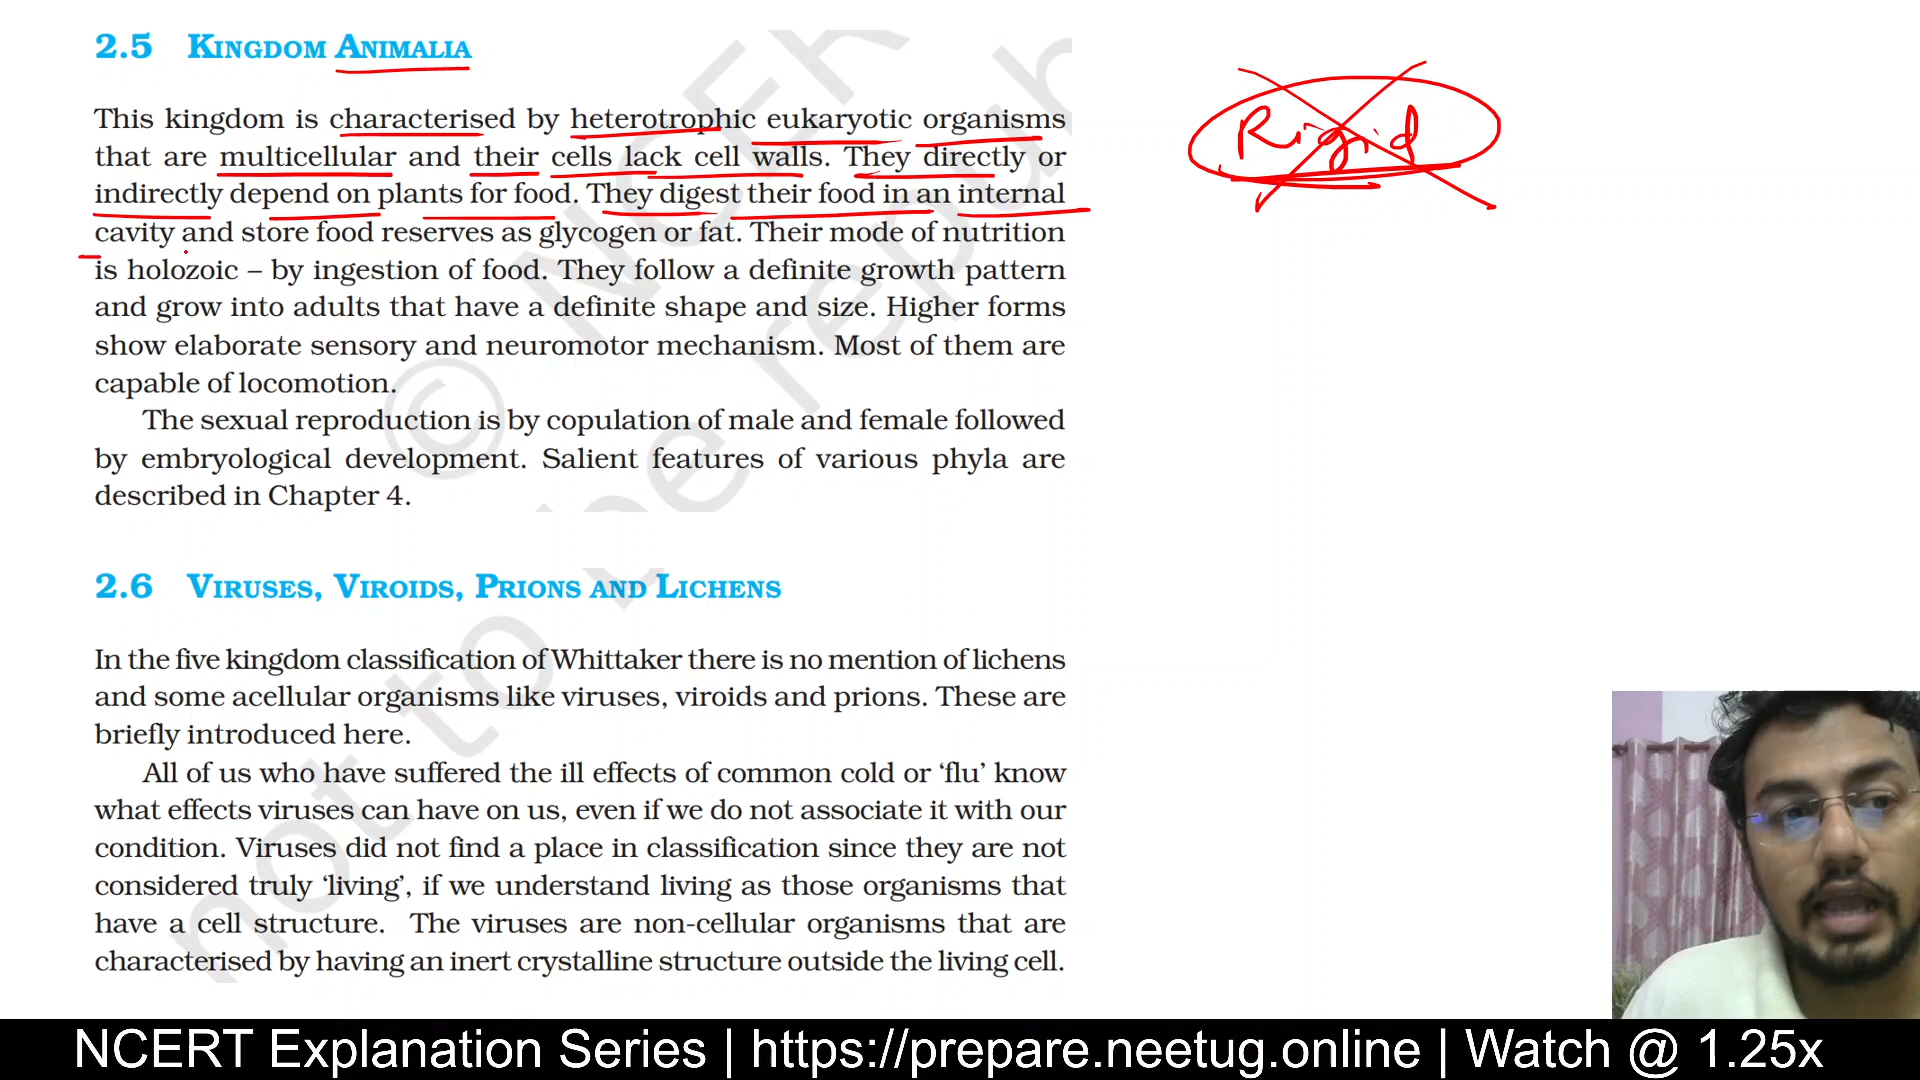 2.5 KINGDOM ANIMALIA
This kingdom is characterised by heterotrophic eukaryotic organisms
that are multicellular and their cells lack cell walls. They directly or
indirectly depend on plants for food. They digest their food in an internal
cavity and store food reserves as glycogen or fat. Their mode of nutrition
is holozoic – by ingestion of food. They follow a definite growth pattern
and grow into adults that have a definite shape and size. Higher forms
show elaborate sensory and neuromotor mechanism. Most of them are
capable of locomotion.
The sexual reproduction is by copulation of male and female followed
by embryological development. Salient features of various phyla are
described in Chapter 4.
Rigid
2.6 VIRUSES, VIROIDS, PRIONS AND LICHENS
In the five kingdom classification of Whittaker there is no mention of lichens
and some acellular organisms like viruses, viroids and prions. These are
briefly introduced here.
All of us who have suffered the ill effects of common cold or ‘flu’ know
what effects viruses can have on us, even if we do not associate it with our
condition. Viruses did not find a place in classification since they are not
considered truly ‘living’, if we understand living as those organisms that
have a cell structure. The viruses are non-cellular organisms that are
characterised by having an inert crystalline structure outside the living cell.
© NCER
not to be republ
NCERT Explanation Series | https://prepare.neetug.online | Watch @ 1.25x